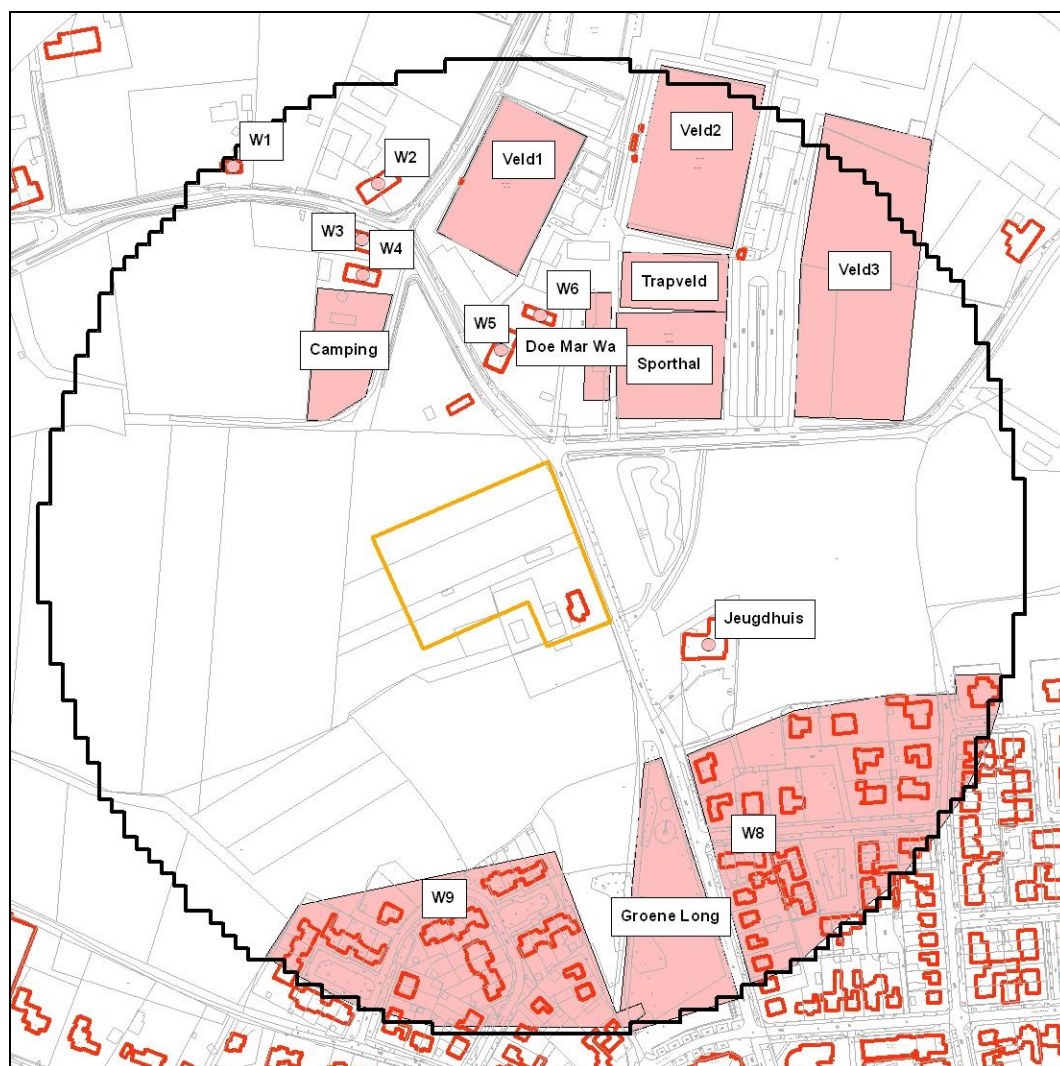 W1
W2
Veld1
Veld2
W3
W4
Veld3
Trapveld
W6
W5
Doe Mar Wa
Camping
Sporthal
Jeugdhuis
W8
W9
Groene Long